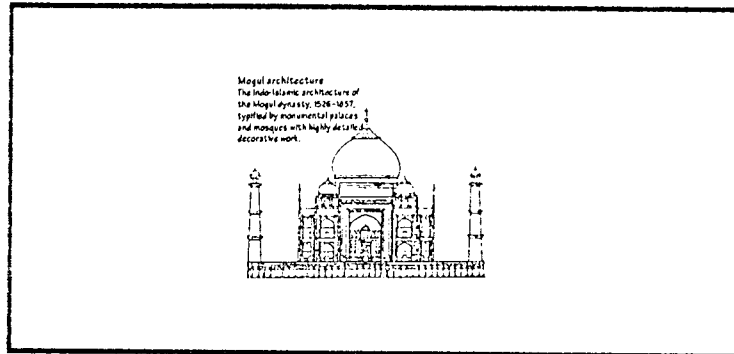 Mogul architecture
The Indo-Islamic architecture of
the Mogul dynasty, 1526-1857,
typified by monumental palaces
and mosques with highly detailed
decorative work.